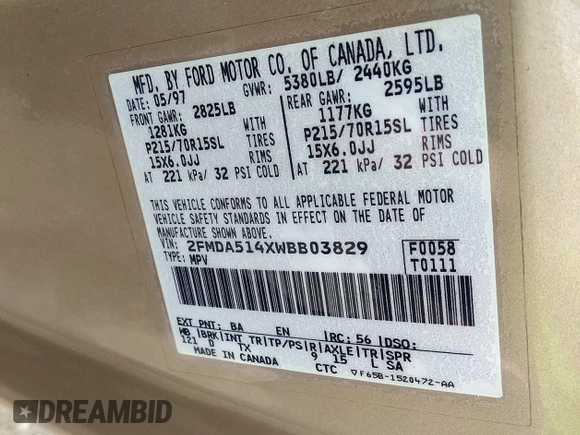 MFD. BY FORD MOTOR CO. OF CANADA, LTD.
DATE: 05/97 GVWR: 5380LB/ 2440KG
FRONT GAWR: 2825LB REAR GAWR: 2595LB
1281KG WITH 1177KG WITH
P215/70R15SL TIRES P215/70R15SL TIRES
15X6.0JJ RIMS 15X6.0JJ RIMS
AT 221 kPa/ 32 PSI COLD AT 221 kPa/ 32 PSI COLD
THIS VEHICLE CONFORMS TO ALL APPLICABLE FEDERAL MOTOR
VEHICLE SAFETY STANDARDS IN EFFECT ON THE DATE OF
MANUFACTURE SHOWN ABOVE.
VIN: 2FMDA514XWBB03829 F0058
TYPE: MPV T0111
EXT PNT: BA EN RC: 56 DSO:
WB BRK INT TR TP/PS R AXLE TR SPR
121 D TX 9 15 L SA
MADE IN CANADA CTC F65B-1520472-AA
DREAMBID